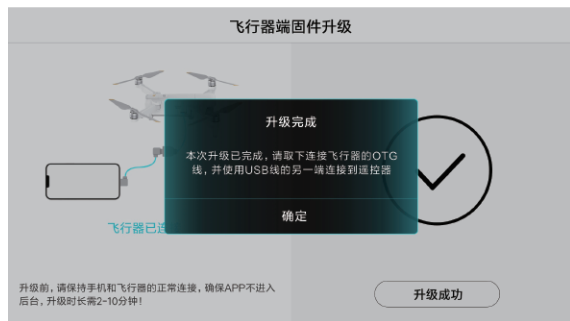 飞行器端固件升级
升级完成
本次升级已完成，请取下连接飞行器的OTG
线，并使用USB线的另一端连接到遥控器
确定
飞行器已连
升级前，请保持手机和飞行器的正常连接，确保APP不进入
后台，升级时长需2-10分钟！
升级成功